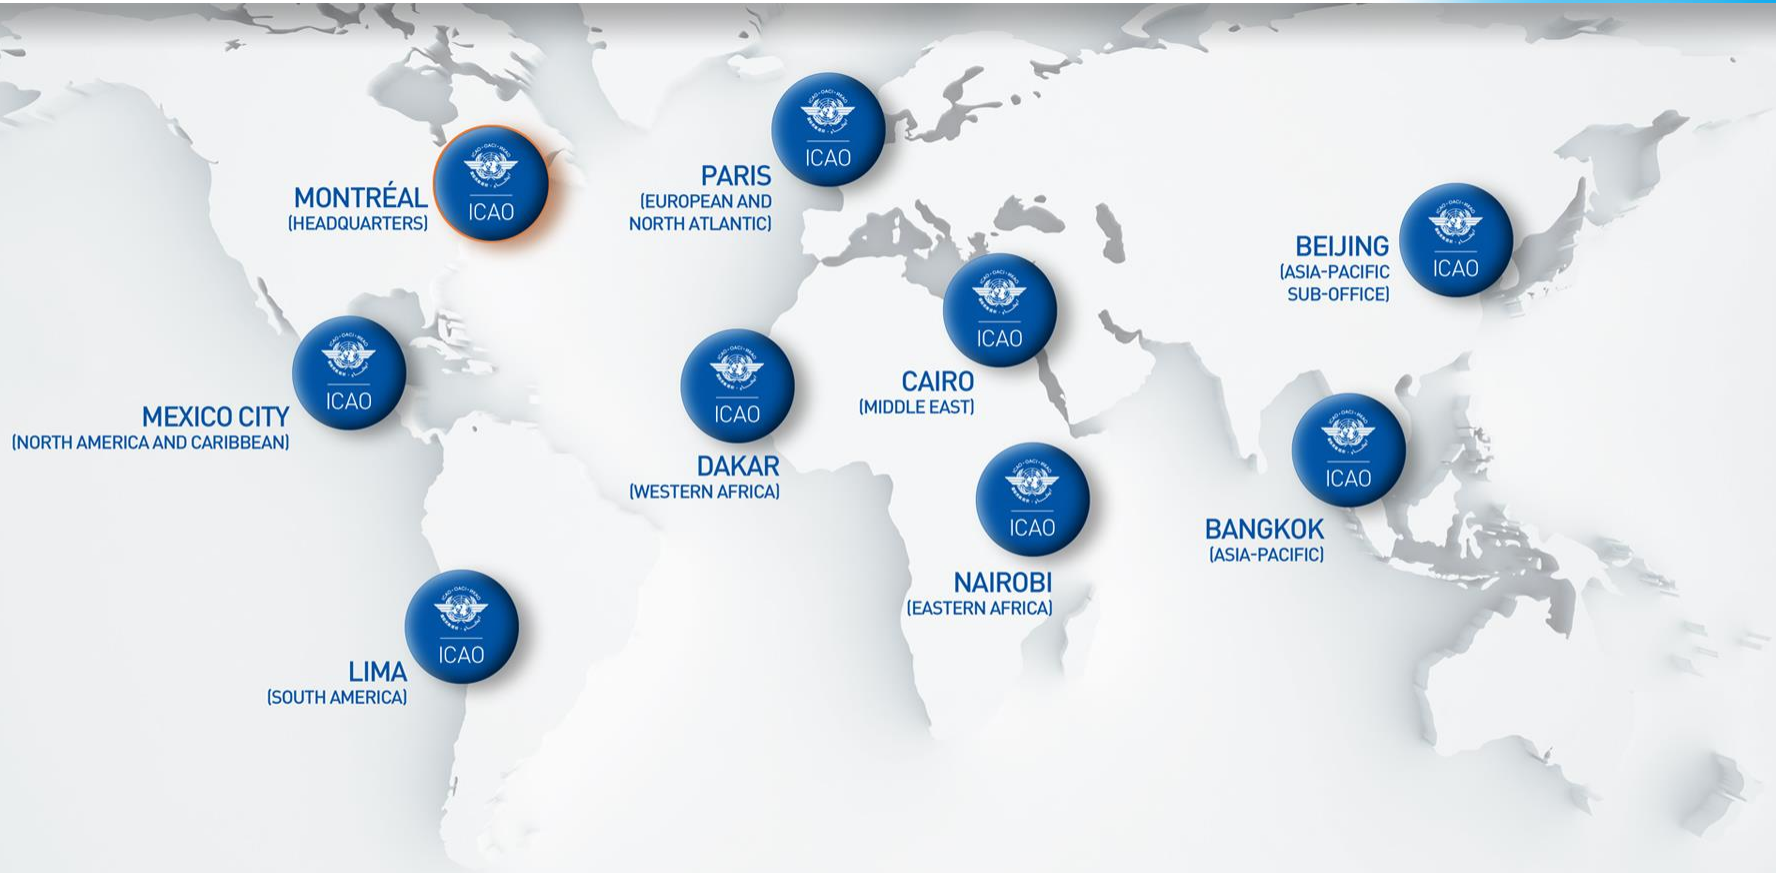 ICAO
PARIS
(EUROPEAN AND
NORTH ATLANTIC)
ICAO
MONTRÉAL
(HEADQUARTERS)
ICAO
BEIJING
(ASIA-PACIFIC
SUB-OFFICE)
ICAO
CAIRO
(MIDDLE EAST)
ICAO
MEXICO CITY
(NORTH AMERICA AND CARIBBEAN)
ICAO
DAKAR
(WESTERN AFRICA)
ICAO
BANGKOK
(ASIA-PACIFIC)
ICAO
NAIROBI
(EASTERN AFRICA)
ICAO
LIMA
(SOUTH AMERICA)